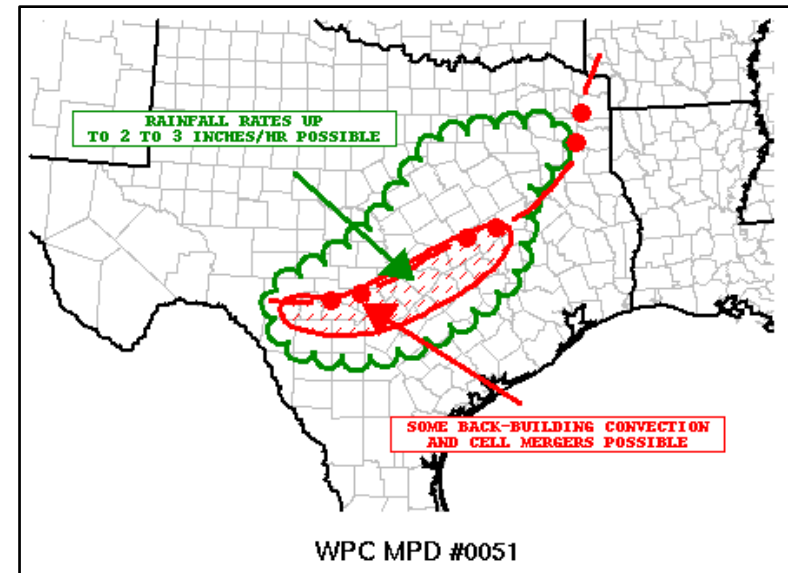 RAINFALL RATES UP
TO 2 TO 3 INCHES/HR POSSIBLE
SOME BACK-BUILDING CONVECTION
AND CELL MERGERS POSSIBLE
WPC MPD #0051